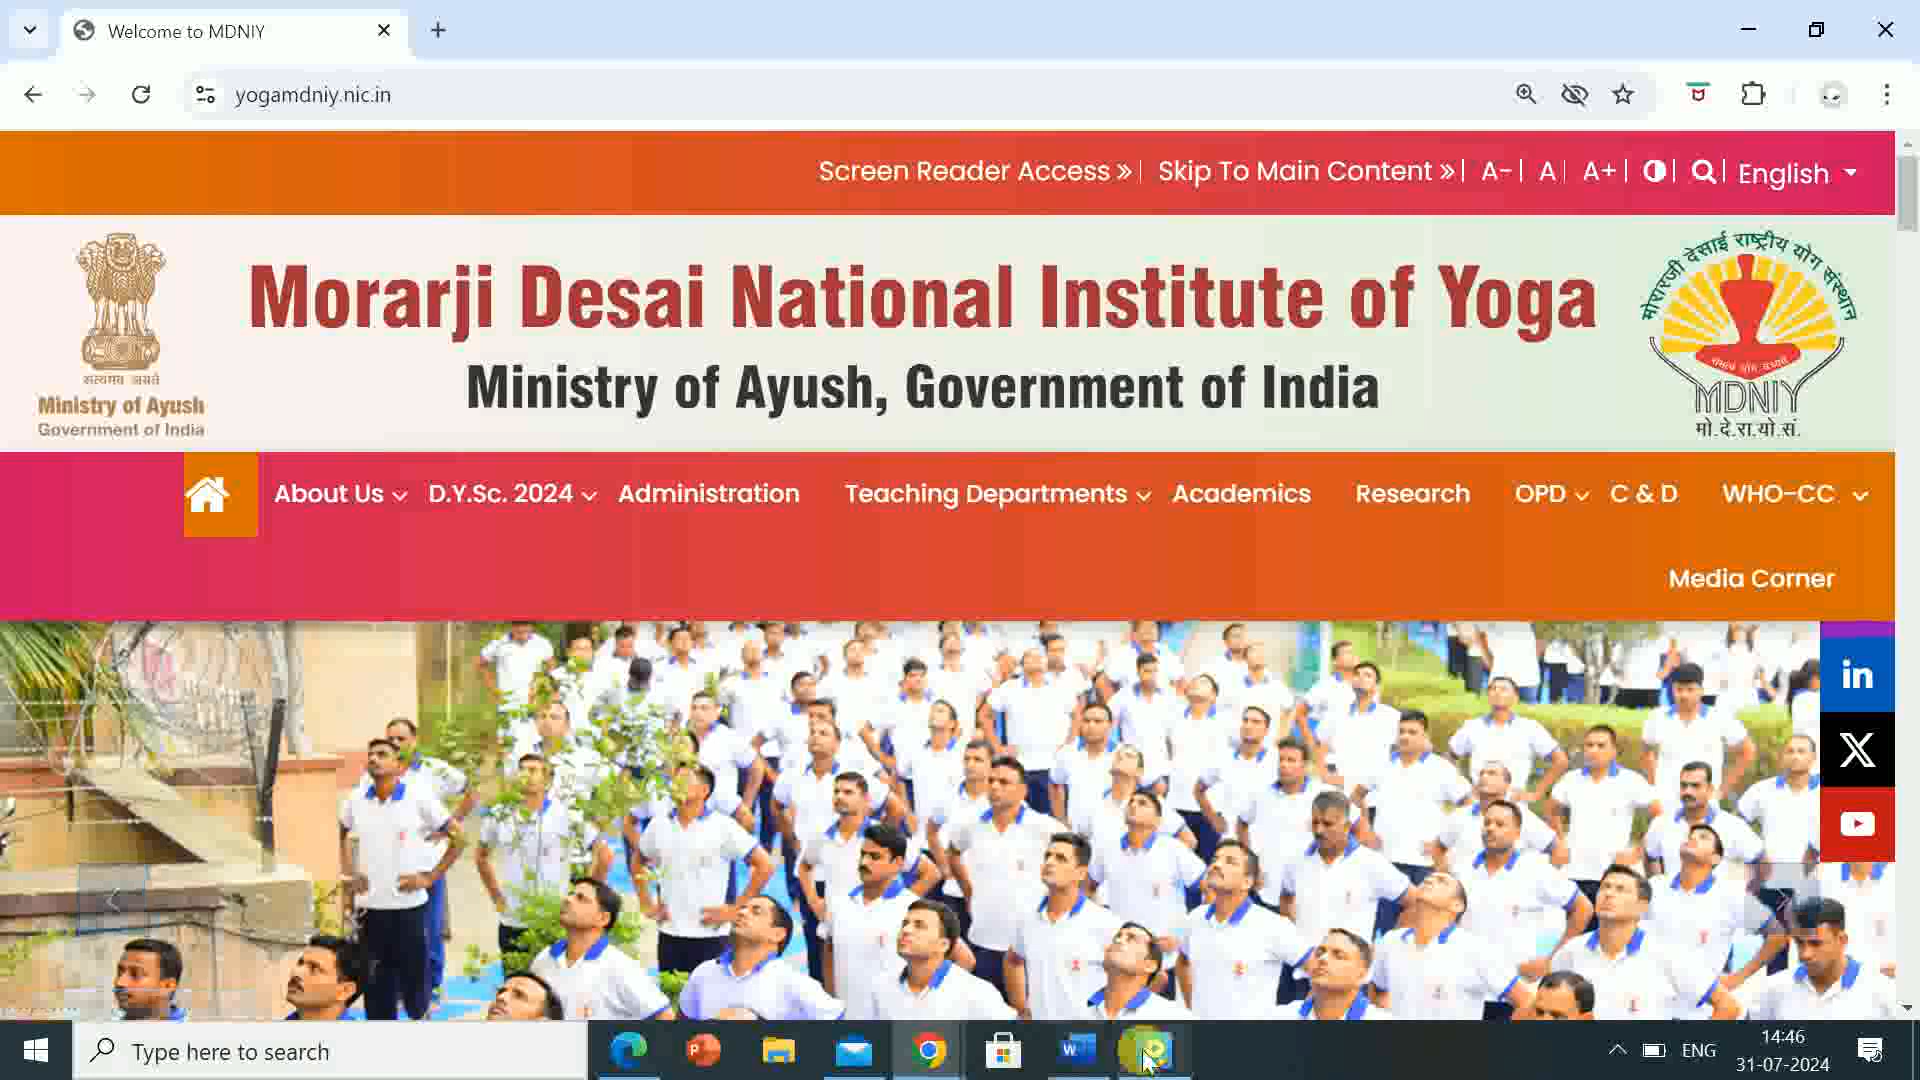 Welcome to MDNIY
yogamdniy.nic.in
Screen Reader Access » | Skip To Main Content » | A- | A | A+ | | | English
सत्यमेव जयते
Ministry of Ayush
Government of India
Morarji Desai National Institute of Yoga
Ministry of Ayush, Government of India
मोरारजी देसाई राष्ट्रीय योग संस्थान
MDNIY
मो.दे.रा.यो.सं.
About Us D.Y.Sc. 2024 Administration Teaching Departments Academics Research OPD C & D WHO-CC
Media Corner
in
X
Type here to search
W
ENG
14:46
31-07-2024